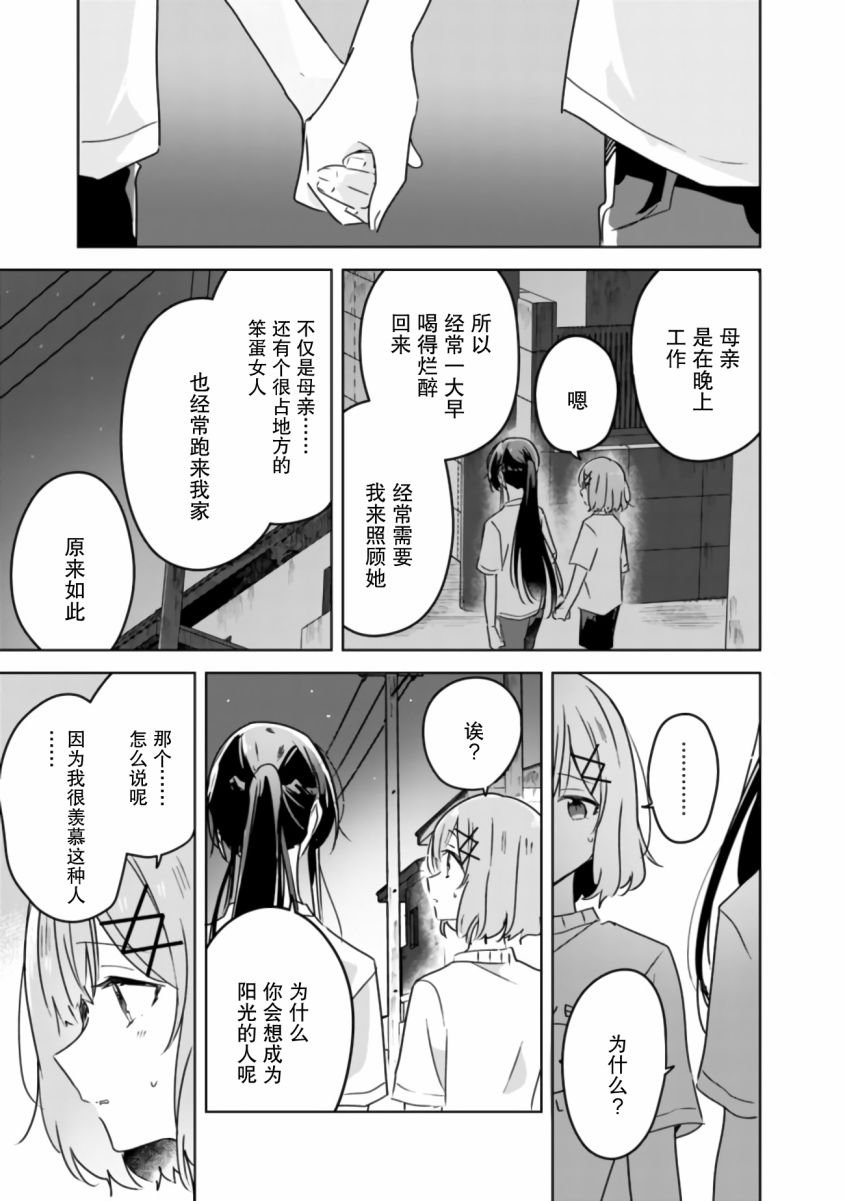 母亲
是在晚上
工作
嗯
所以
经常一大早
喝得烂醉
回来
经常需要
我来照顾她
不仅是母亲……
还有个很占地方的
笨蛋女人
也经常跑来我家
原来如此
………
为什么？
诶？
为什么
你会想成为
阳光的人呢
那个……
怎么说呢
因为我很羡慕这种人
……